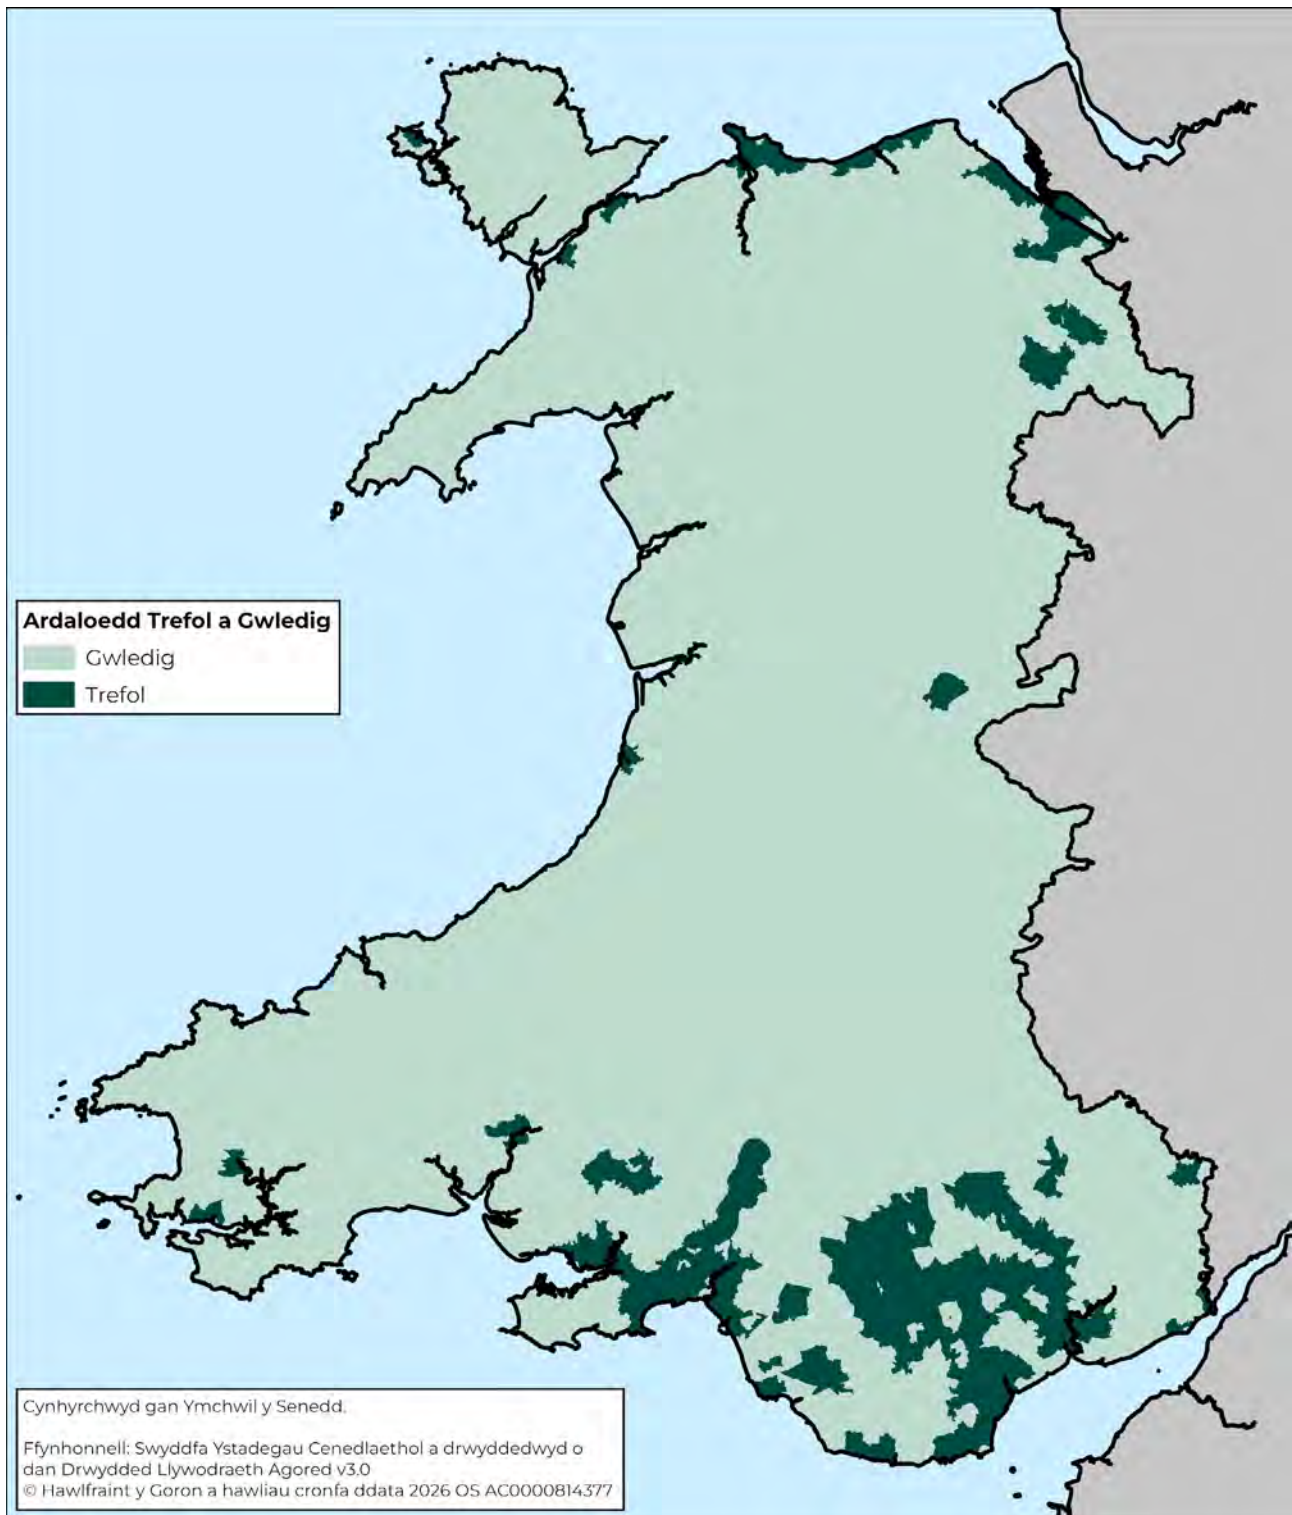 Ardaloedd Trefol a Gwledig
Gwledig
Trefol
Cynhyrchwyd gan Ymchwil y Senedd.
Ffynhonnell: Swyddfa Ystadegau Cenedlaethol a drwyddedwyd o
dan Drwydded Llywodraeth Agored v3.0
© Hawlfraint y Goron a hawliau cronfa ddata 2026 OS AC0000814377